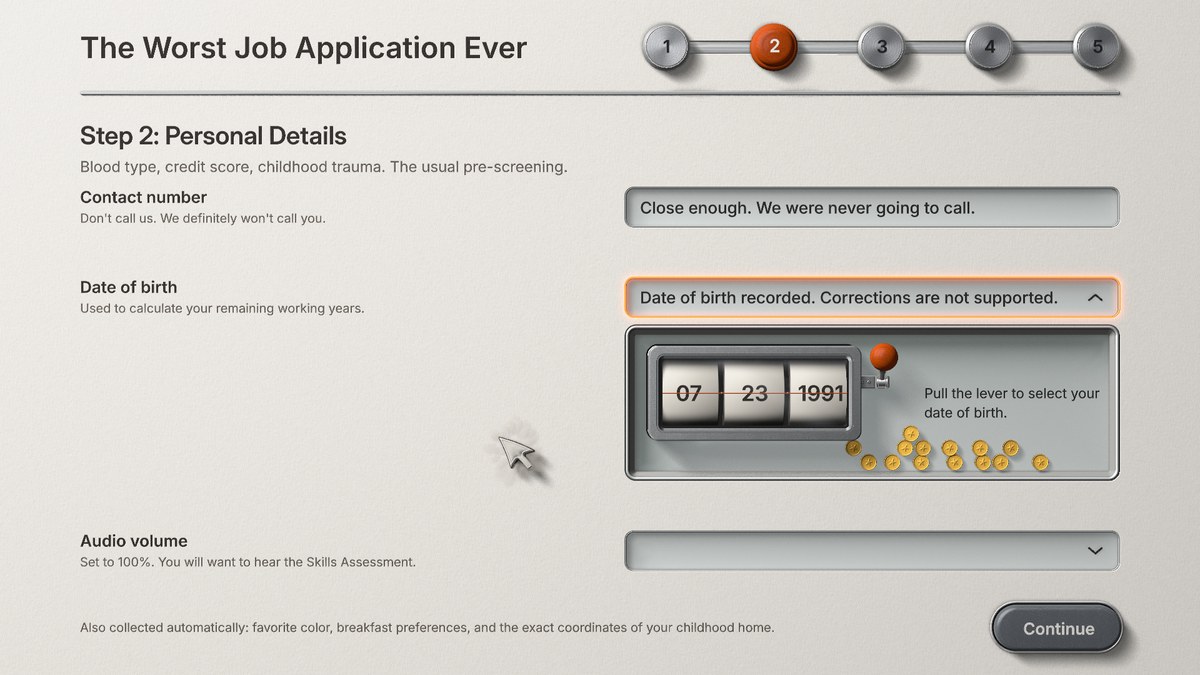 The Worst Job Application Ever
1 2 3 4 5
Step 2: Personal Details
Blood type, credit score, childhood trauma. The usual pre-screening.
Contact number
Don't call us. We definitely won't call you.
Close enough. We were never going to call.
Date of birth
Used to calculate your remaining working years.
Date of birth recorded. Corrections are not supported.
07 23 1991
Pull the lever to select your
date of birth.
Audio volume
Set to 100%. You will want to hear the Skills Assessment.
Also collected automatically: favorite color, breakfast preferences, and the exact coordinates of your childhood home.
Continue